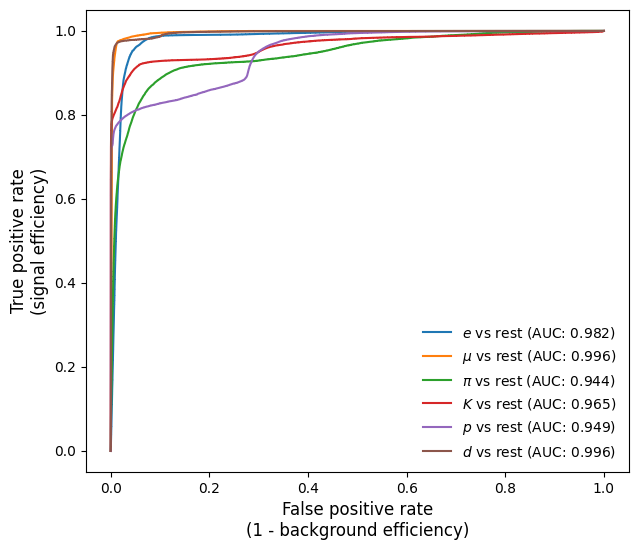 1.0
0.8
0.6
0.4
0.2
0.0
True positive rate
(signal efficiency)
e vs rest (AUC: 0.982)
μ vs rest (AUC: 0.996)
π vs rest (AUC: 0.944)
K vs rest (AUC: 0.965)
p vs rest (AUC: 0.949)
d vs rest (AUC: 0.996)
0.0 0.2 0.4 0.6 0.8 1.0
False positive rate
(1 - background efficiency)